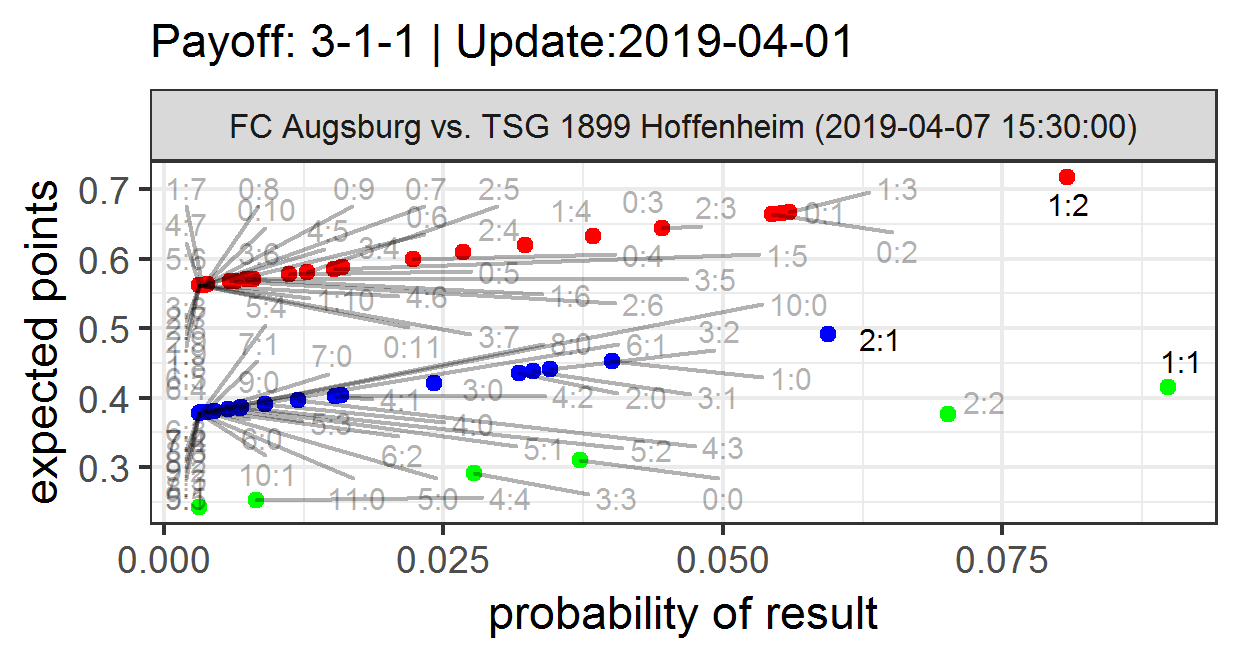 Payoff: 3-1-1 | Update:2019-04-01
FC Augsburg vs. TSG 1899 Hoffenheim (2019-04-07 15:30:00)
expected points
0.7
0.6
0.5
0.4
0.3
1:7 0:8 0:9 0:7 2:5 1:3
0:10 0:6 1:4 0:3 2:3 0:1
1:2
4:7 4:5 2:4
3:6 3:4 0:4 1:5 0:2
5:6 0:5 3:5
5:4 1:10 4:6 1:6 2:6 10:0
7:1 0:11 3:7 8:0 6:1 3:2
2:1
7:0 1:0
1:1
9:0 4:1 3:0 4:2 2:0 3:1
2:2
5:3 4:0
6:0 6:2 5:1 5:2 4:3
10:1 11:0 5:0 4:4 3:3 0:0
0.000 0.025 0.050 0.075
probability of result